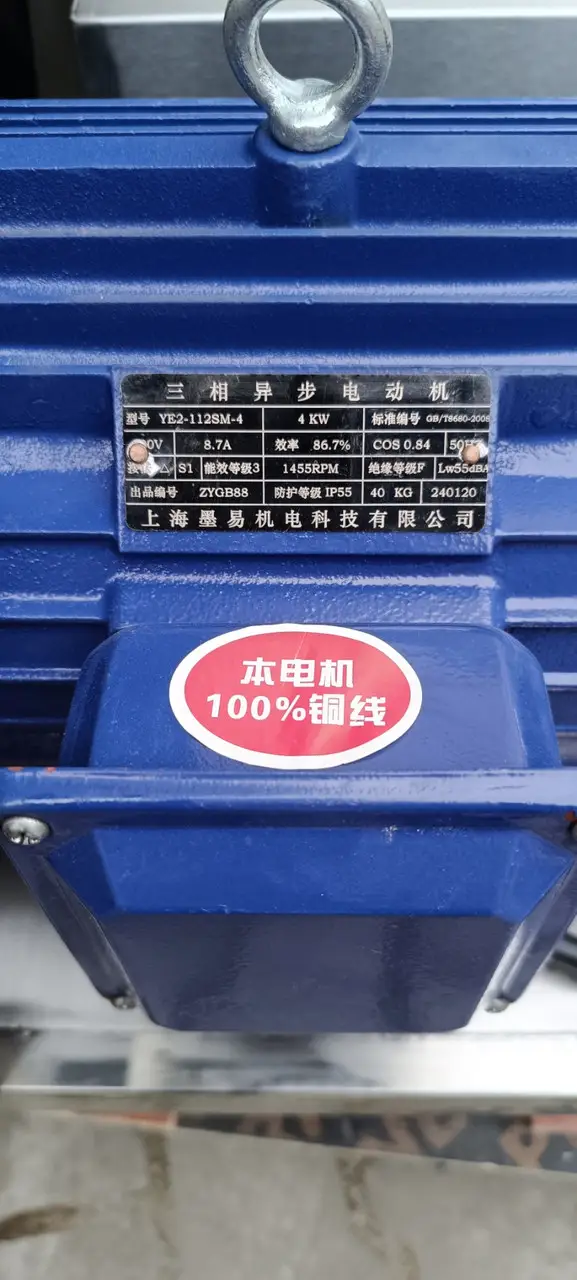 三相异步电动机
型号 YE2-112SM-4 4 KW 标准编号 GB/T8680-2008
0V 8.7A 效率 86.7% COS 0.84 50HZ
△ S1 能效等级3 1455RPM 绝缘等级F Lw55dBA
出品编号 ZYGB88 防护等级 IP55 40 KG 240120
上海墨易机电科技有限公司
本电机
100%铜线